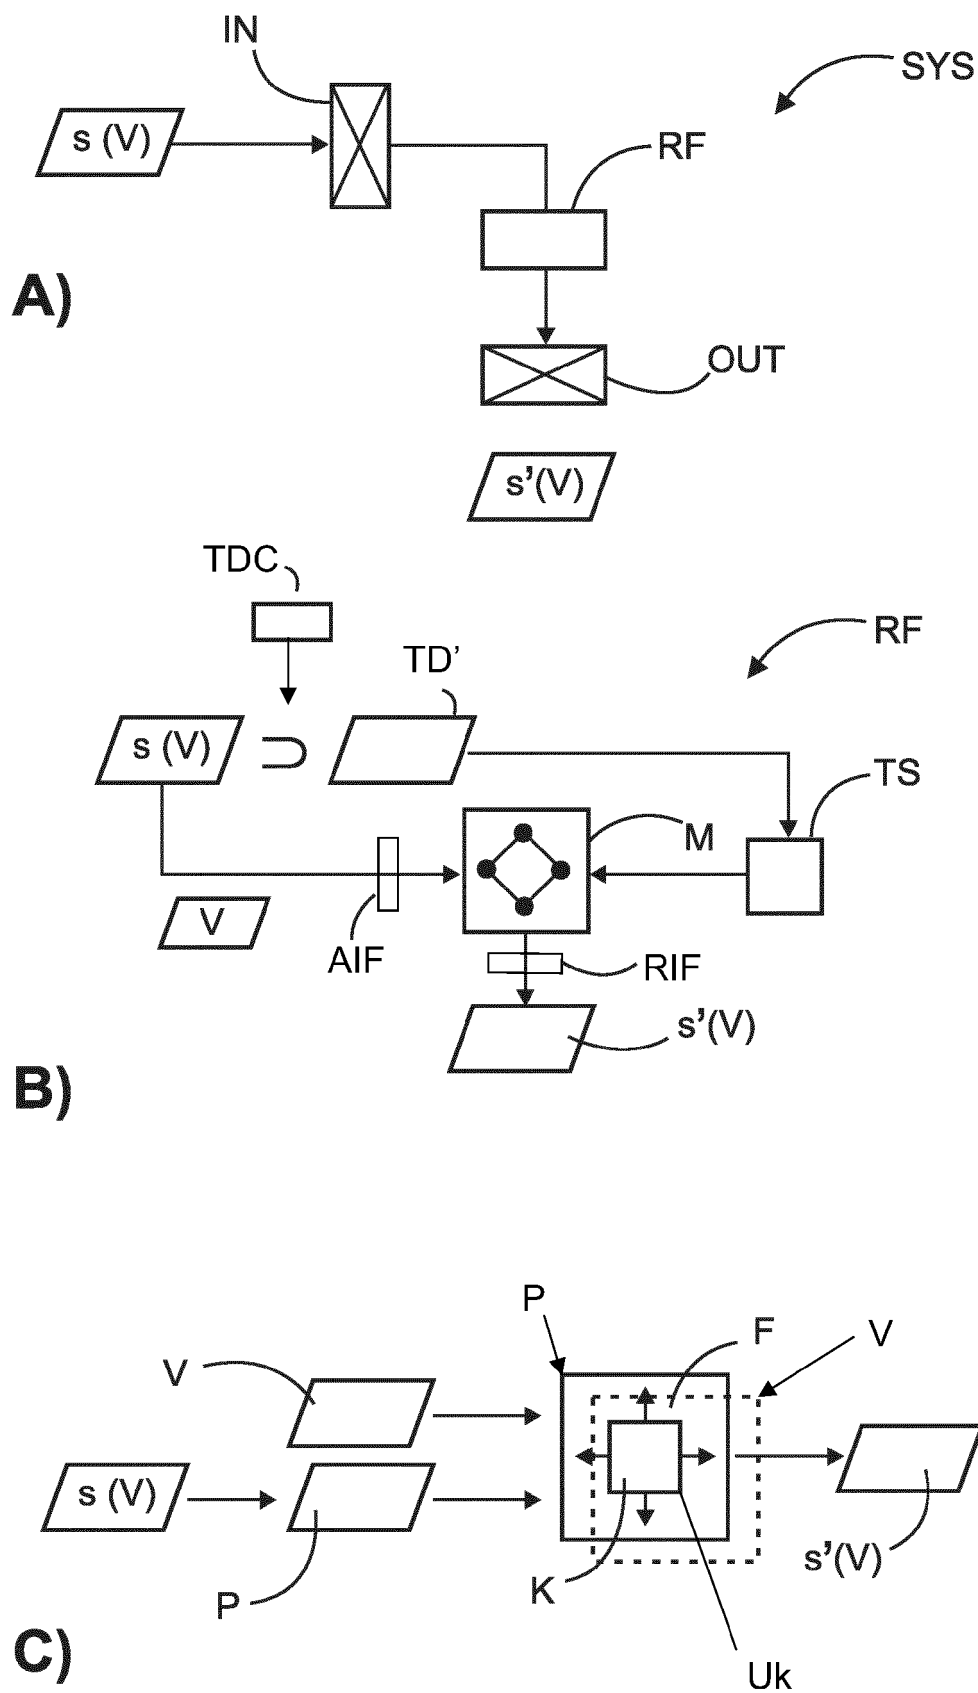 IN
SYS
s (V)
RF
A)
OUT
s'(V)
TDC
RF
TD'
s (V)
TS
M
V
AIF
RIF
s'(V)
B)
P
F
V
V
s (V)
s'(V)
K
P
C)
Uk